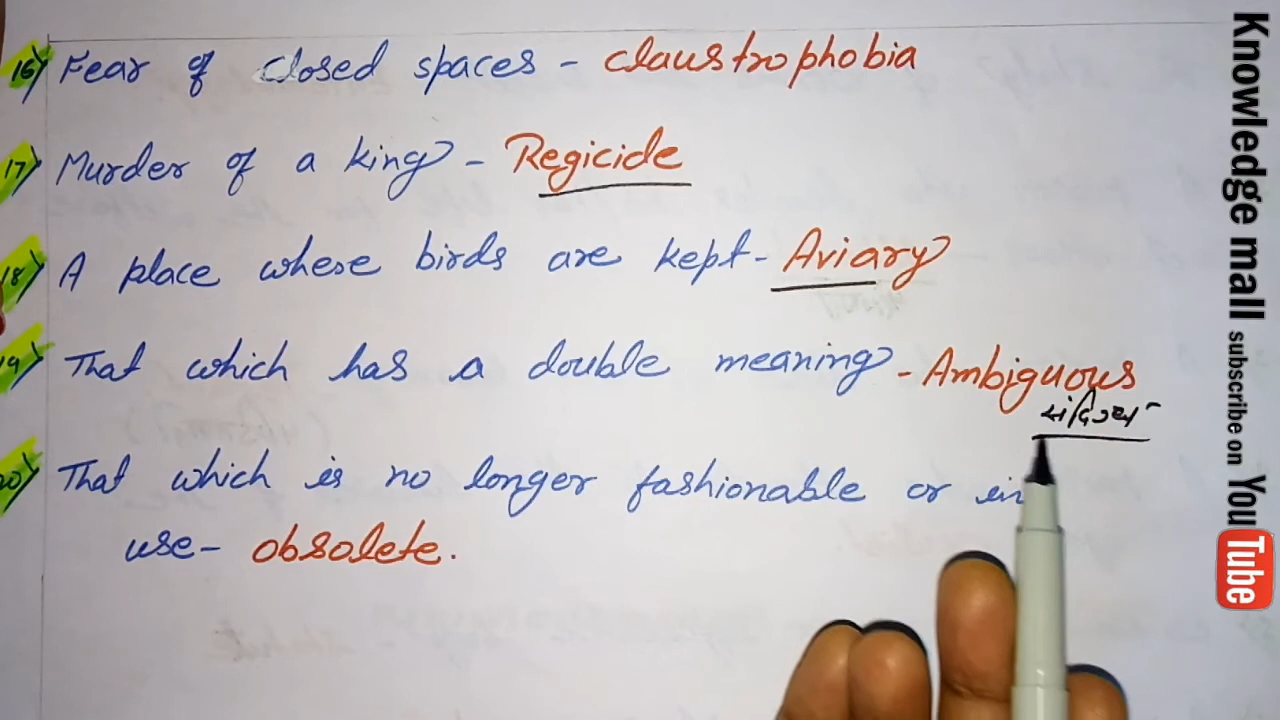 16) Fear of closed spaces - Claustrophobia
17) Murder of a king - Regicide
18) A place where birds are kept - Aviary
19) That which has a double meaning - Ambiguous
20) That which is no longer fashionable or in
use - obsolete.
Knowledge mall subscribe on YouTube